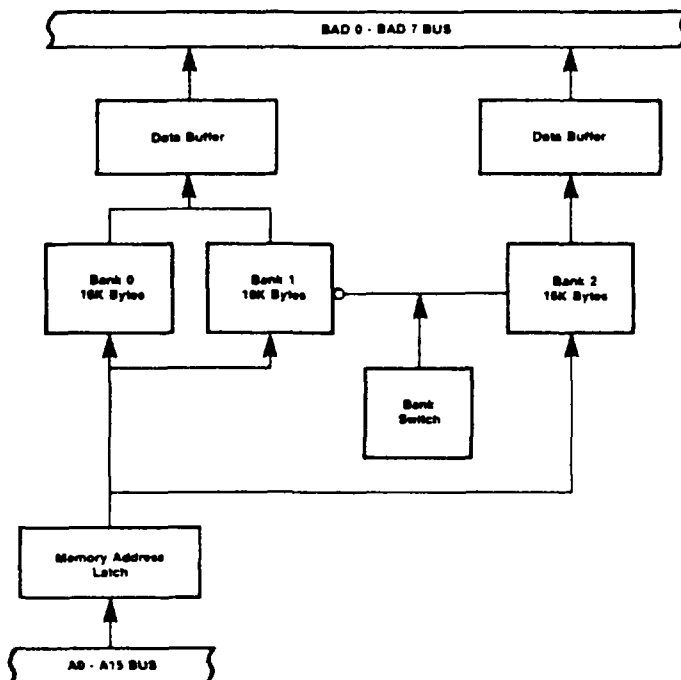 BAD 0 - BAD 7 BUS
Data Buffer
Data Buffer
Bank 0
16K Bytes
Bank 1
16K Bytes
Bank 2
16K Bytes
Bank
Switch
Memory Address
Latch
A0 - A15 BUS